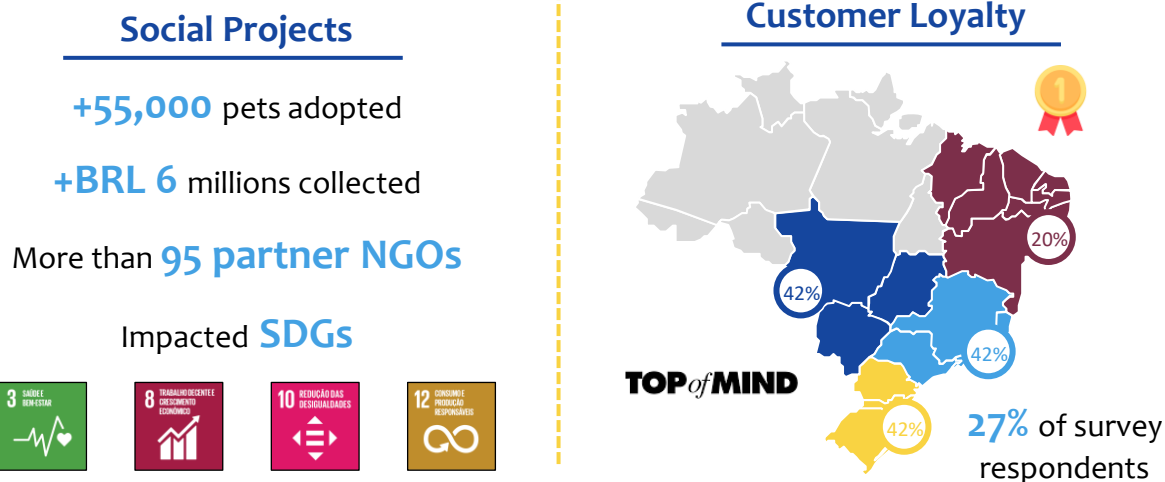 Social Projects
+55,000 pets adopted
+BRL 6 millions collected
More than 95 partner NGOs
Impacted SDGs
3 SAÚDE E
BEM-ESTAR
8 TRABALHO DECENTE E
CRESCIMENTO
ECONÔMICO
10 REDUÇÃO DAS
DESIGUALDADES
12 CONSUMO E
PRODUÇÃO
RESPONSÁVEIS
Customer Loyalty
1
20%
42%
42%
TOP of MIND
42%
27% of survey
respondents